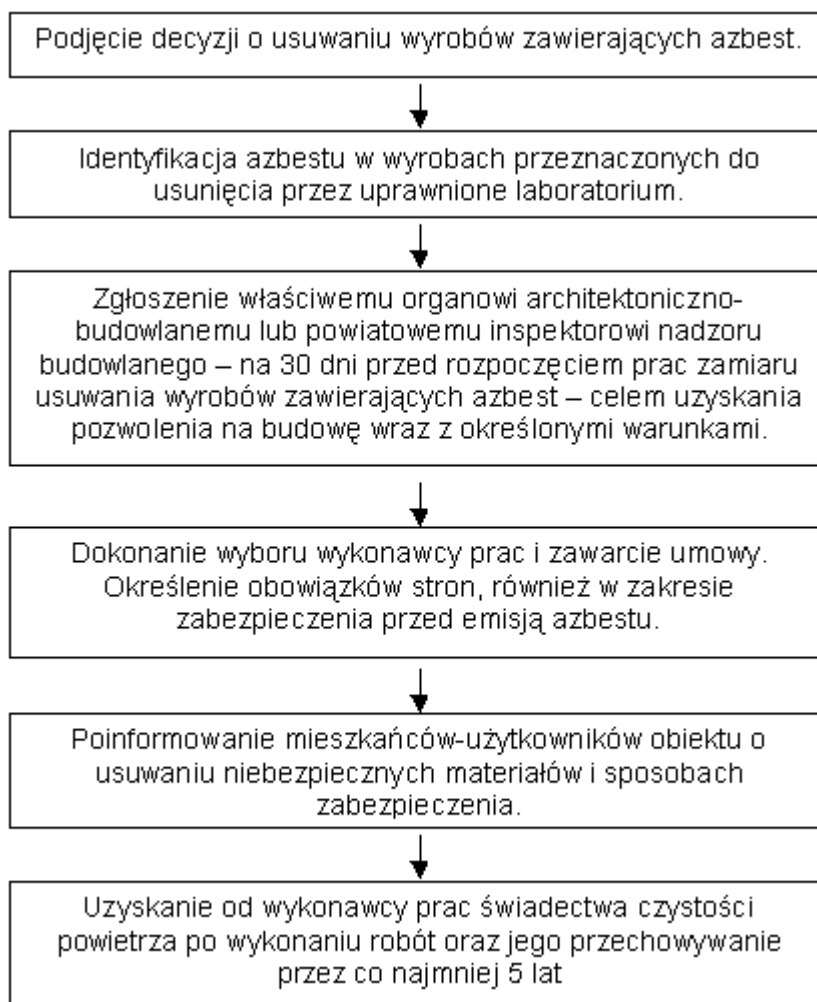 Podjęcie decyzji o usuwaniu wyrobów zawierających azbest.
Identyfikacja azbestu w wyrobach przeznaczonych do
usunięcia przez uprawnione laboratorium.
Zgłoszenie właściwemu organowi architektoniczno-
budowlanemu lub powiatowemu inspektorowi nadzoru
budowlanego – na 30 dni przed rozpoczęciem prac zamiaru
usuwania wyrobów zawierających azbest – celem uzyskania
pozwolenia na budowę wraz z określonymi warunkami.
Dokonanie wyboru wykonawcy prac i zawarcie umowy.
Określenie obowiązków stron, również w zakresie
zabezpieczenia przed emisją azbestu.
Poinformowanie mieszkańców-użytkowników obiektu o
usuwaniu niebezpiecznych materiałów i sposobach
zabezpieczenia.
Uzyskanie od wykonawcy prac świadectwa czystości
powietrza po wykonaniu robót oraz jego przechowywanie
przez co najmniej 5 lat